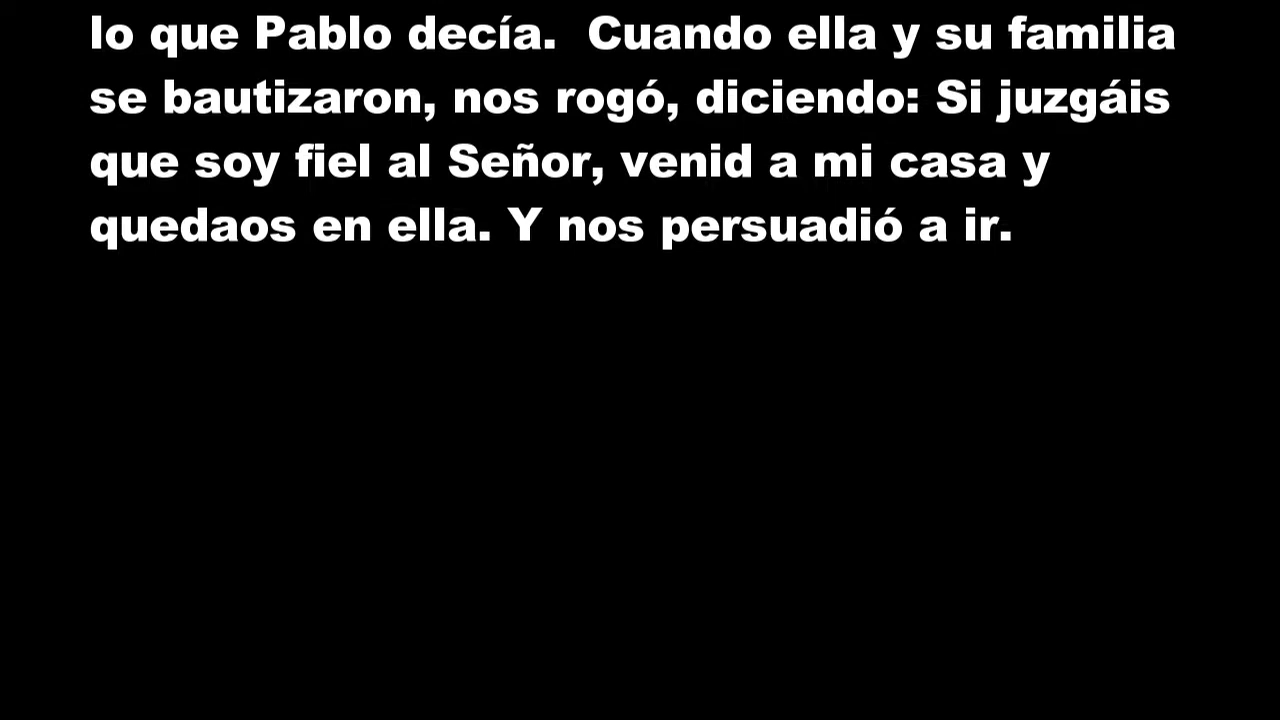 lo que Pablo decía.  Cuando ella y su familia
se bautizaron, nos rogó, diciendo: Si juzgáis
que soy fiel al Señor, venid a mi casa y
quedaos en ella. Y nos persuadió a ir.